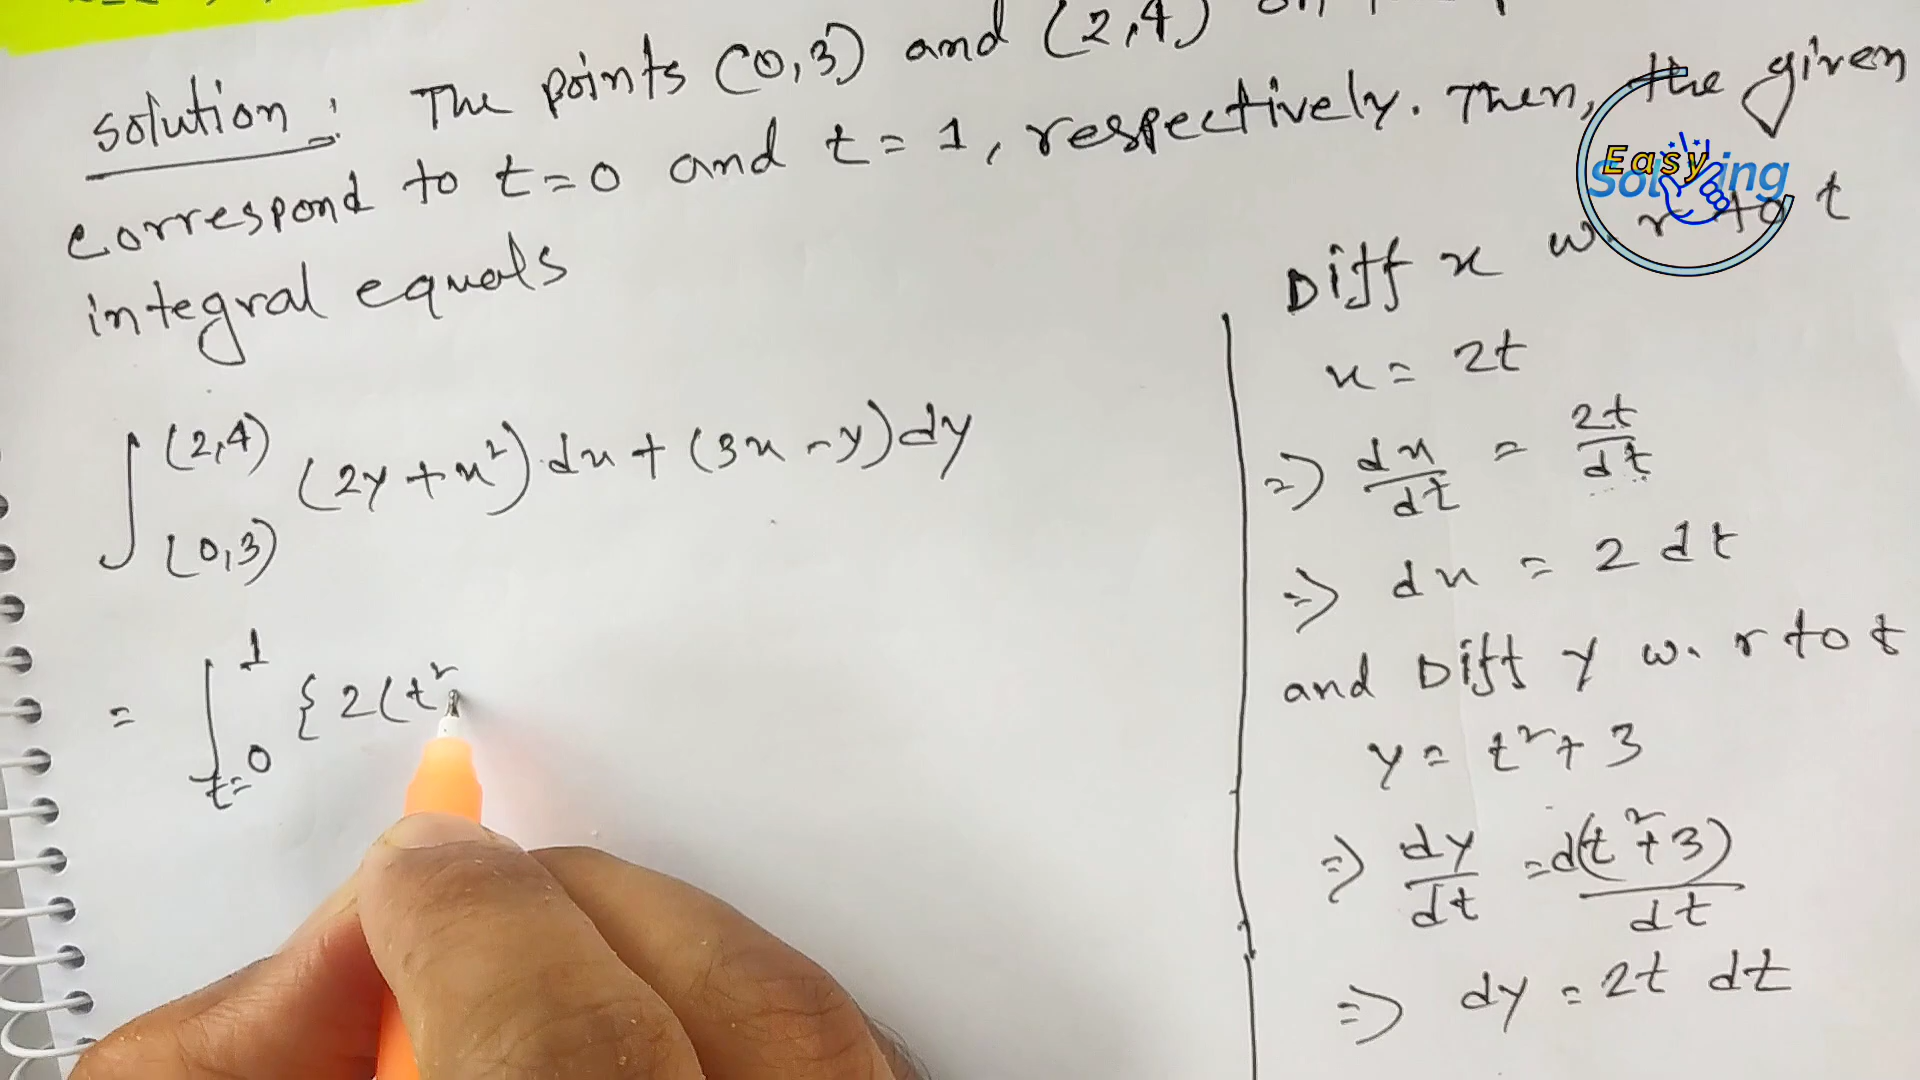 solution: The points (0,3) and (2,4)
correspond to t=0 and t=1, respectively. Then, the given
integral equals
∫(0,3)^(2,4) (2y+x²)dx+(3x-y)dy
= ∫t=0^1 {2(t²
Diff x w.r to t
x = 2t
=> dx/dt = 2t/dt
=> dx = 2 dt
and Diff y w.r to t
y = t²+3
=> dy/dt = d(t²+3)/dt
=> dy = 2t dt
Easy
Solving